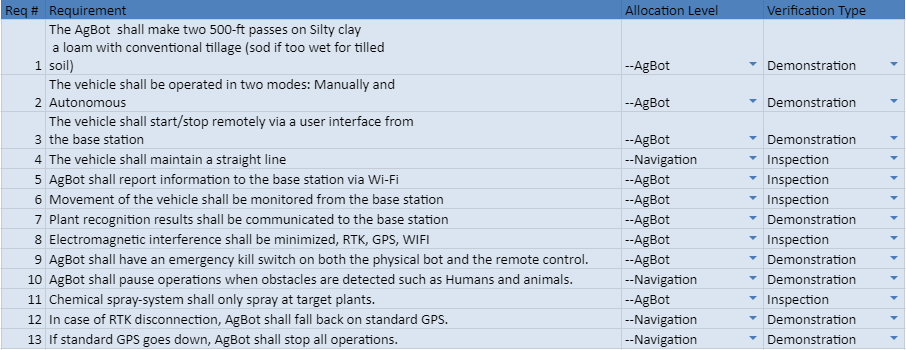 Req # Requirement Allocation Level Verification Type
The AgBot shall make two 500-ft passes on Silty clay
a loam with conventional tillage (sod if too wet for tilled
1 soil) --AgBot Demonstration
The vehicle shall be operated in two modes: Manually and
2 Autonomous --AgBot Demonstration
The vehicle shall start/stop remotely via a user interface from
3 the base station --AgBot Demonstration
4 The vehicle shall maintain a straight line --Navigation Inspection
5 AgBot shall report information to the base station via Wi-Fi --AgBot Inspection
6 Movement of the vehicle shall be monitored from the base station --AgBot Inspection
7 Plant recognition results shall be communicated to the base station --AgBot Demonstration
8 Electromagnetic interference shall be minimized, RTK, GPS, WIFI --AgBot Inspection
9 AgBot shall have an emergency kill switch on both the physical bot and the remote control. --AgBot Demonstration
10 AgBot shall pause operations when obstacles are detected such as Humans and animals. --Navigation Demonstration
11 Chemical spray-system shall only spray at target plants. --AgBot Inspection
12 In case of RTK disconnection, AgBot shall fall back on standard GPS. --Navigation Demonstration
13 If standard GPS goes down, AgBot shall stop all operations. --Navigation Demonstration